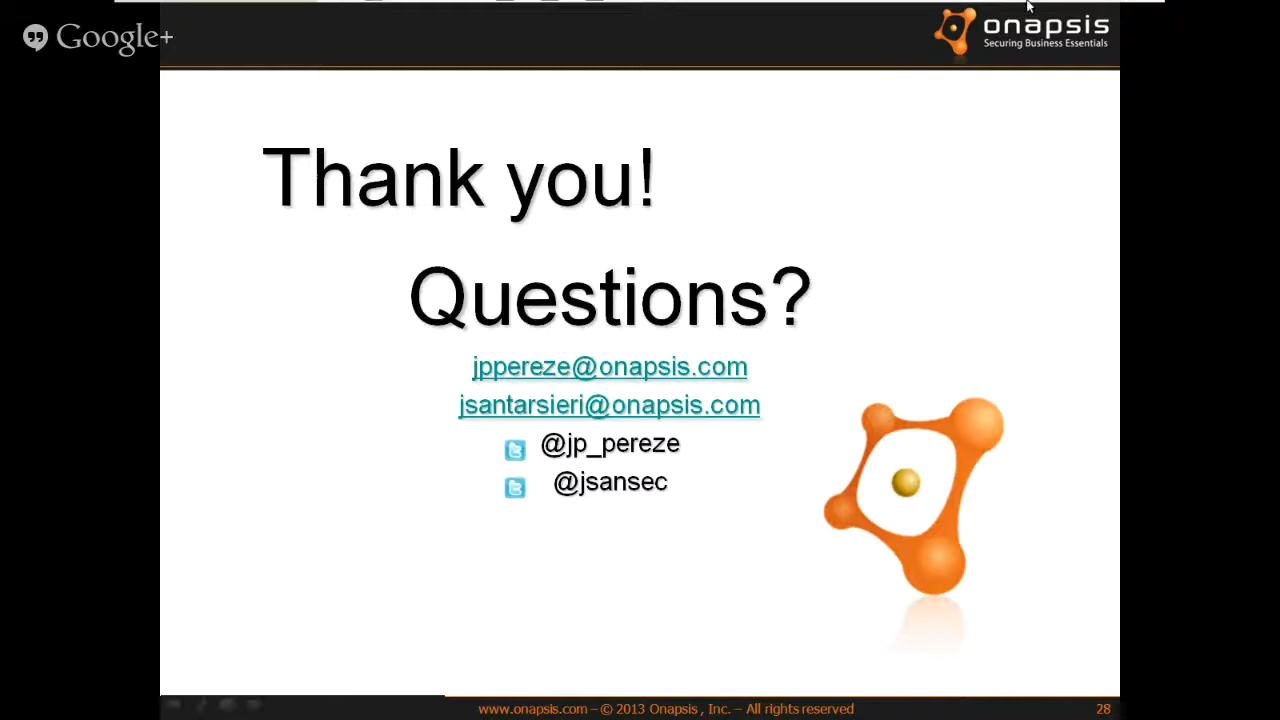 Google+
onapsis
Securing Business Essentials
Thank you!
Questions?
jppereze@onapsis.com
jsantarsieri@onapsis.com
@jp_pereze
@jsansec
www.onapsis.com – © 2013 Onapsis , Inc. – All rights reserved
28